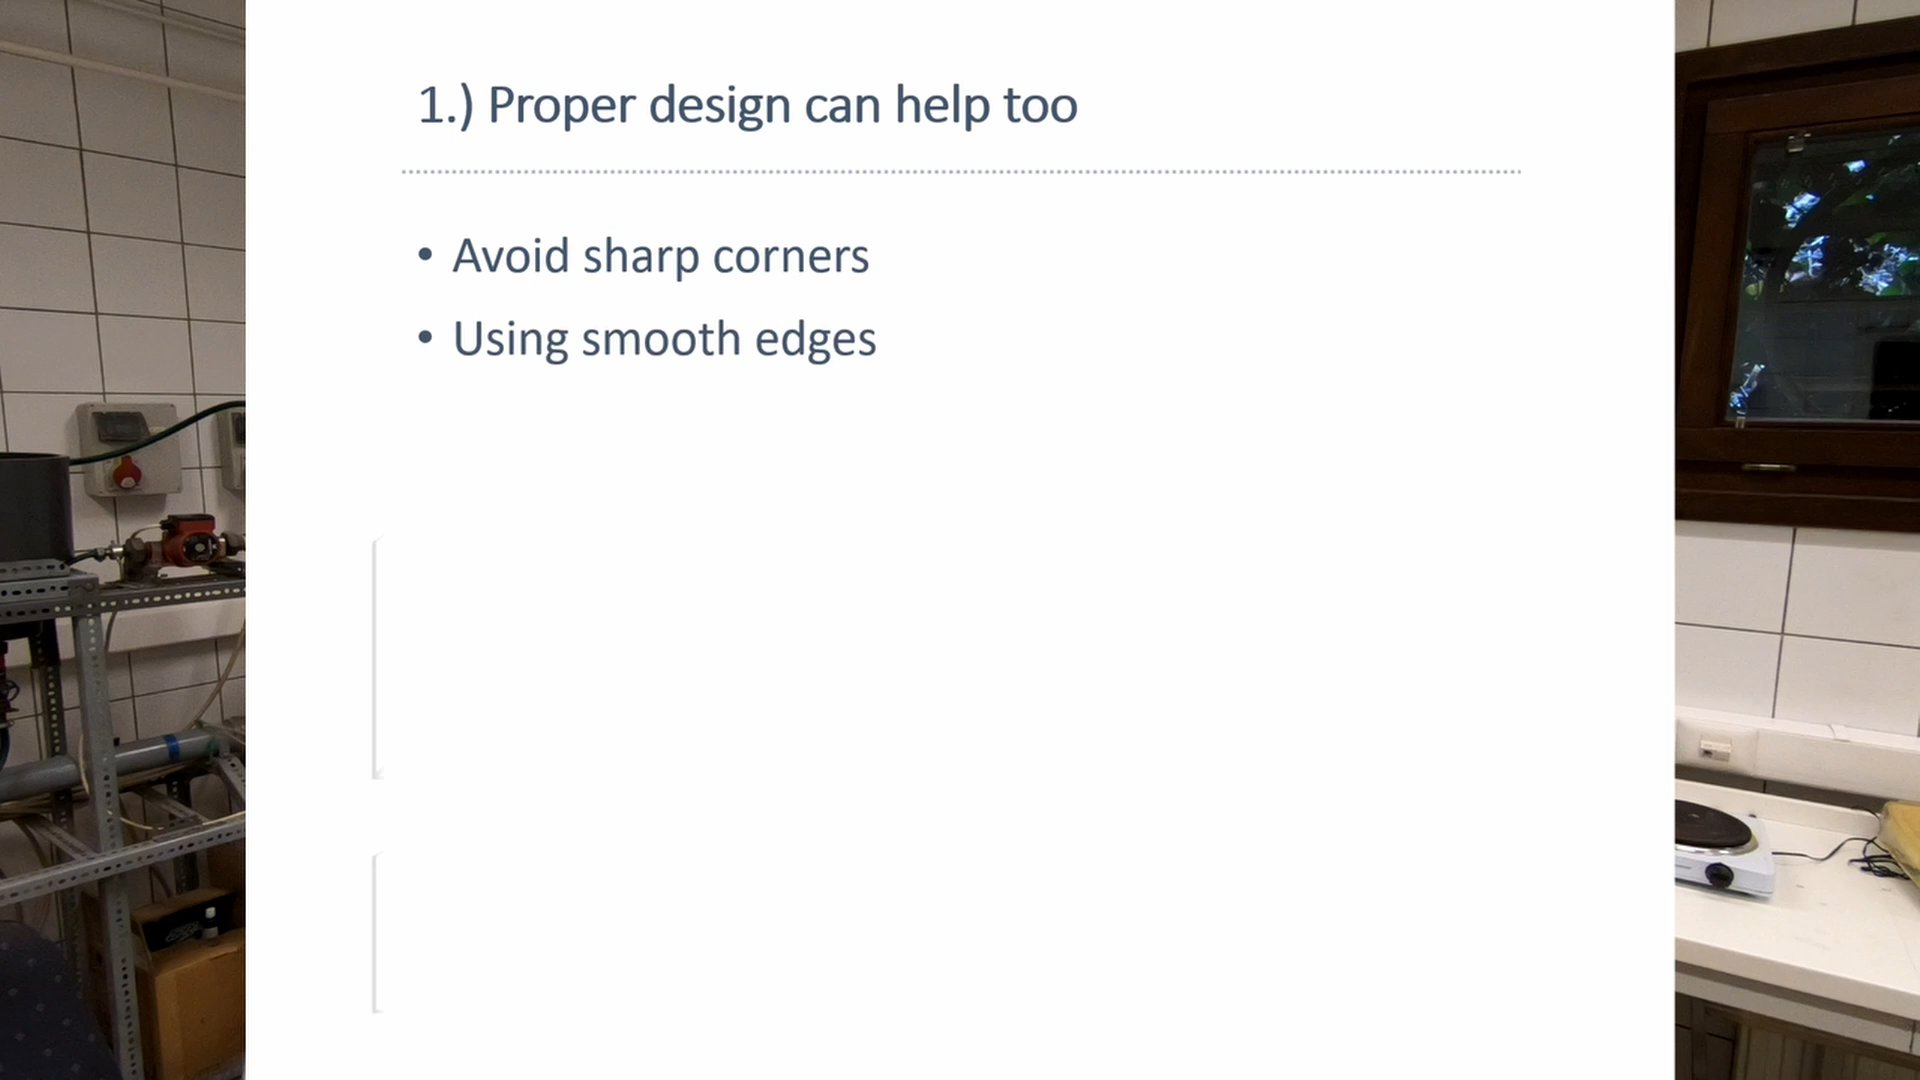 1.) Proper design can help too
• Avoid sharp corners
• Using smooth edges